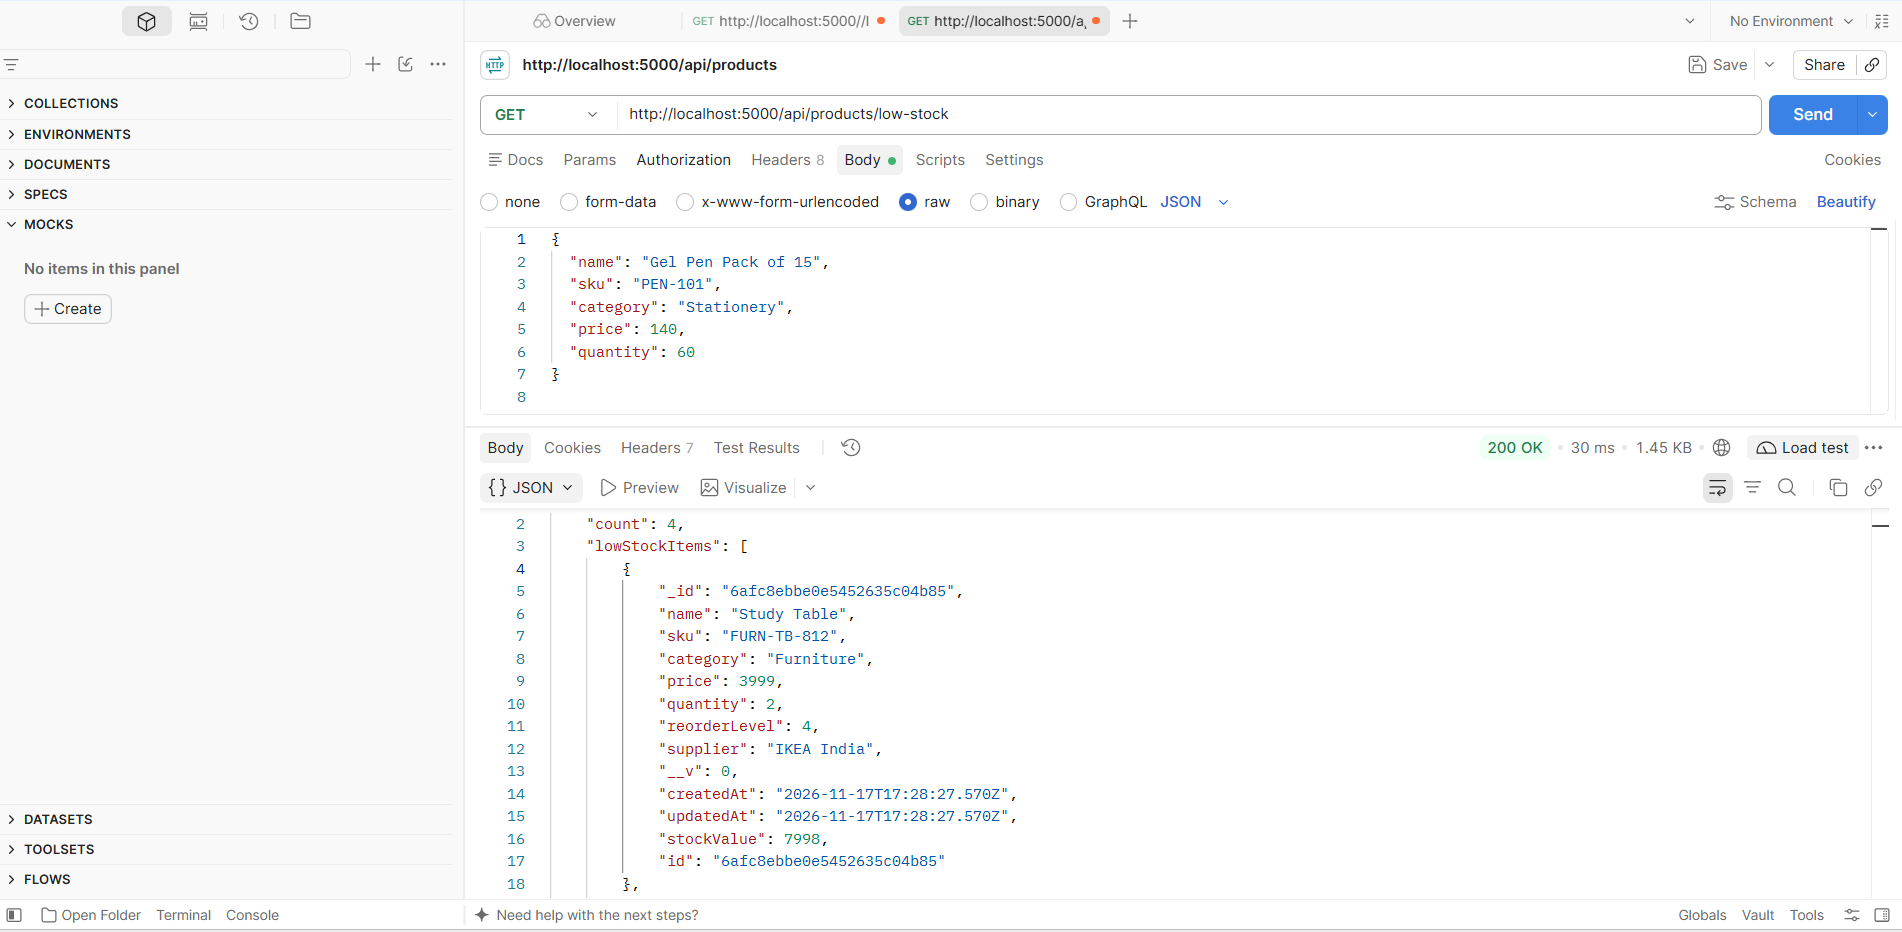 Overview
GET http://localhost:5000//l
GET http://localhost:5000/a
No Environment
HTTP http://localhost:5000/api/products
Save
Share
COLLECTIONS
ENVIRONMENTS
DOCUMENTS
SPECS
MOCKS
No items in this panel
Create
DATASETS
TOOLSETS
FLOWS
GET http://localhost:5000/api/products/low-stock
Send
Docs Params Authorization Headers 8 Body Scripts Settings Cookies
none form-data x-www-form-urlencoded raw binary GraphQL JSON Schema Beautify
1 {
2 "name": "Gel Pen Pack of 15",
3 "sku": "PEN-101",
4 "category": "Stationery",
5 "price": 140,
6 "quantity": 60
7 }
8
Body Cookies Headers 7 Test Results 200 OK • 30 ms • 1.45 KB • Load test
{} JSON Preview Visualize
2 "count": 4,
3 "lowStockItems": [
4 {
5 "_id": "6afc8ebbe0e5452635c04b85",
6 "name": "Study Table",
7 "sku": "FURN-TB-812",
8 "category": "Furniture",
9 "price": 3999,
10 "quantity": 2,
11 "reorderLevel": 4,
12 "supplier": "IKEA India",
13 "__v": 0,
14 "createdAt": "2026-11-17T17:28:27.570Z",
15 "updatedAt": "2026-11-17T17:28:27.570Z",
16 "stockValue": 7998,
17 "id": "6afc8ebbe0e5452635c04b85"
18 },
Open Folder Terminal Console Need help with the next steps? Globals Vault Tools